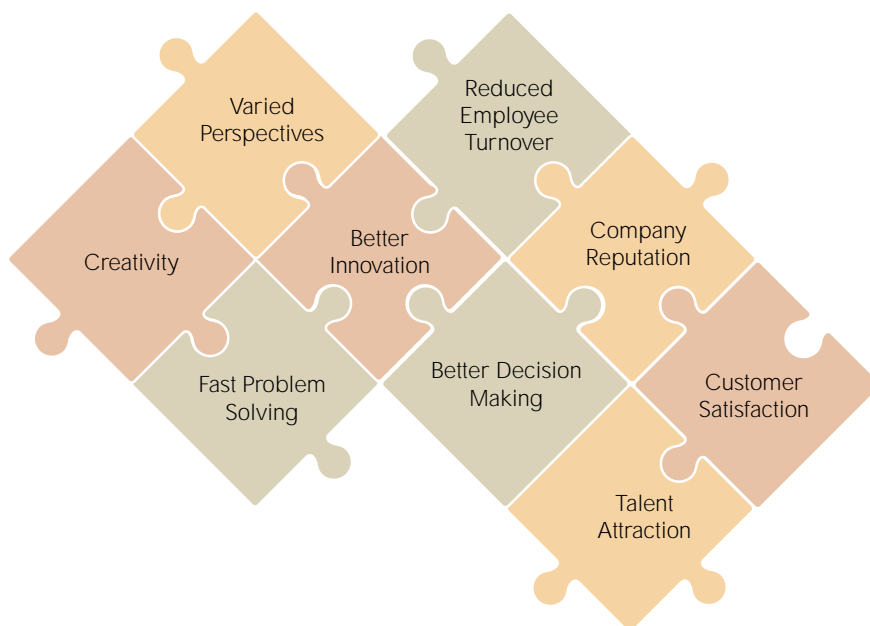 Varied
Perspectives
Reduced
Employee
Turnover
Creativity
Better
Innovation
Company
Reputation
Fast Problem
Solving
Better Decision
Making
Customer
Satisfaction
Talent
Attraction